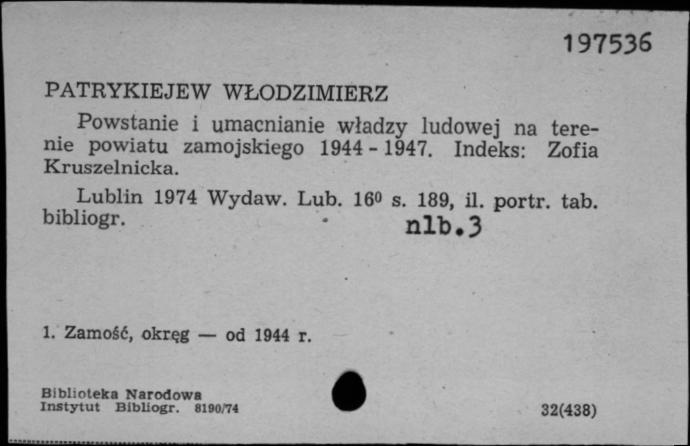 197536
PATRYKIEJEW WŁODZIMIERZ
Powstanie i umacnianie władzy ludowej na tere-
nie powiatu zamojskiego 1944 - 1947. Indeks: Zofia
Kruszelnicka.
Lublin 1974 Wydaw. Lub. 16⁰ s. 189, il. portr. tab.
bibliogr.
nlb.3
1. Zamość, okręg — od 1944 r.
Biblioteka Narodowa
Instytut Bibliogr. 8190/74
32(438)